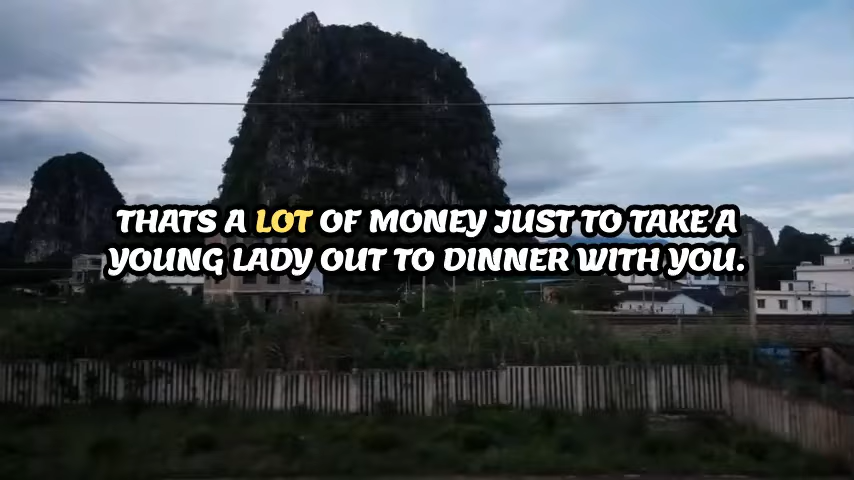 THATS A LOT OF MONEY JUST TO TAKE A
YOUNG LADY OUT TO DINNER WITH YOU.